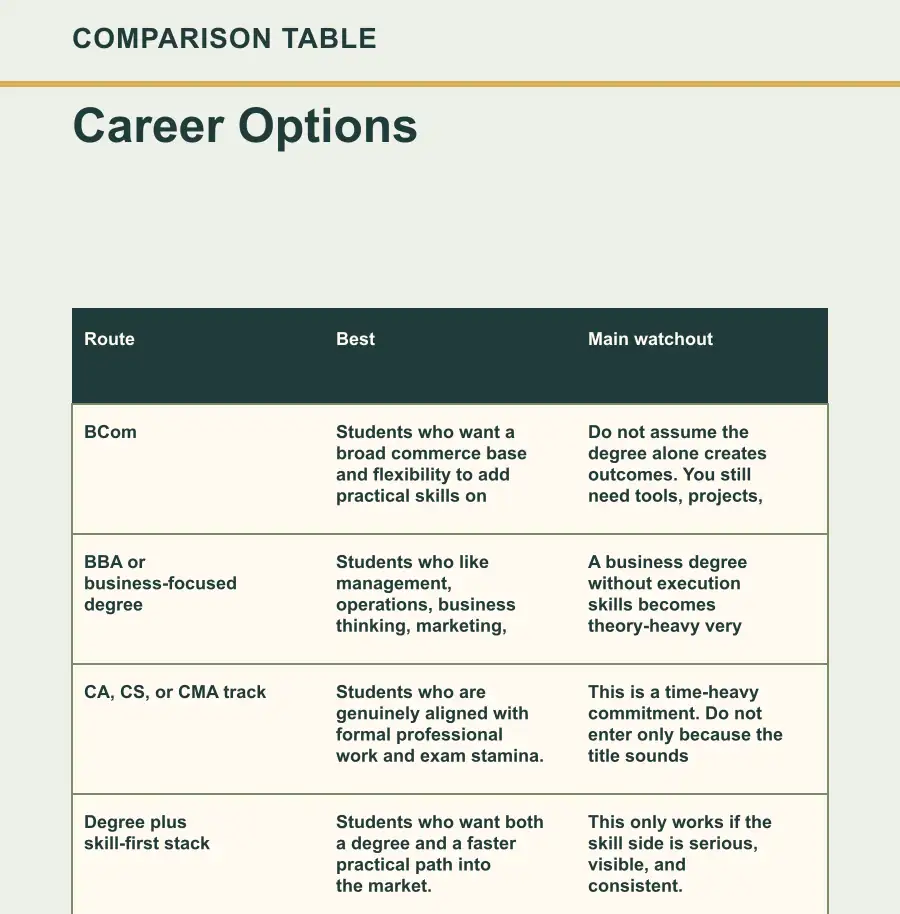 COMPARISON TABLE
Career Options
Route
Best
Main watchout
BCom
Students who want a
broad commerce base
and flexibility to add
practical skills on
Do not assume the
degree alone creates
outcomes. You still
need tools, projects,
BBA or
business-focused
degree
Students who like
management,
operations, business
thinking, marketing,
A business degree
without execution
skills becomes
theory-heavy very
CA, CS, or CMA track
Students who are
genuinely aligned with
formal professional
work and exam stamina.
This is a time-heavy
commitment. Do not
enter only because the
title sounds
Degree plus
skill-first stack
Students who want both
a degree and a faster
practical path into
the market.
This only works if the
skill side is serious,
visible, and
consistent.